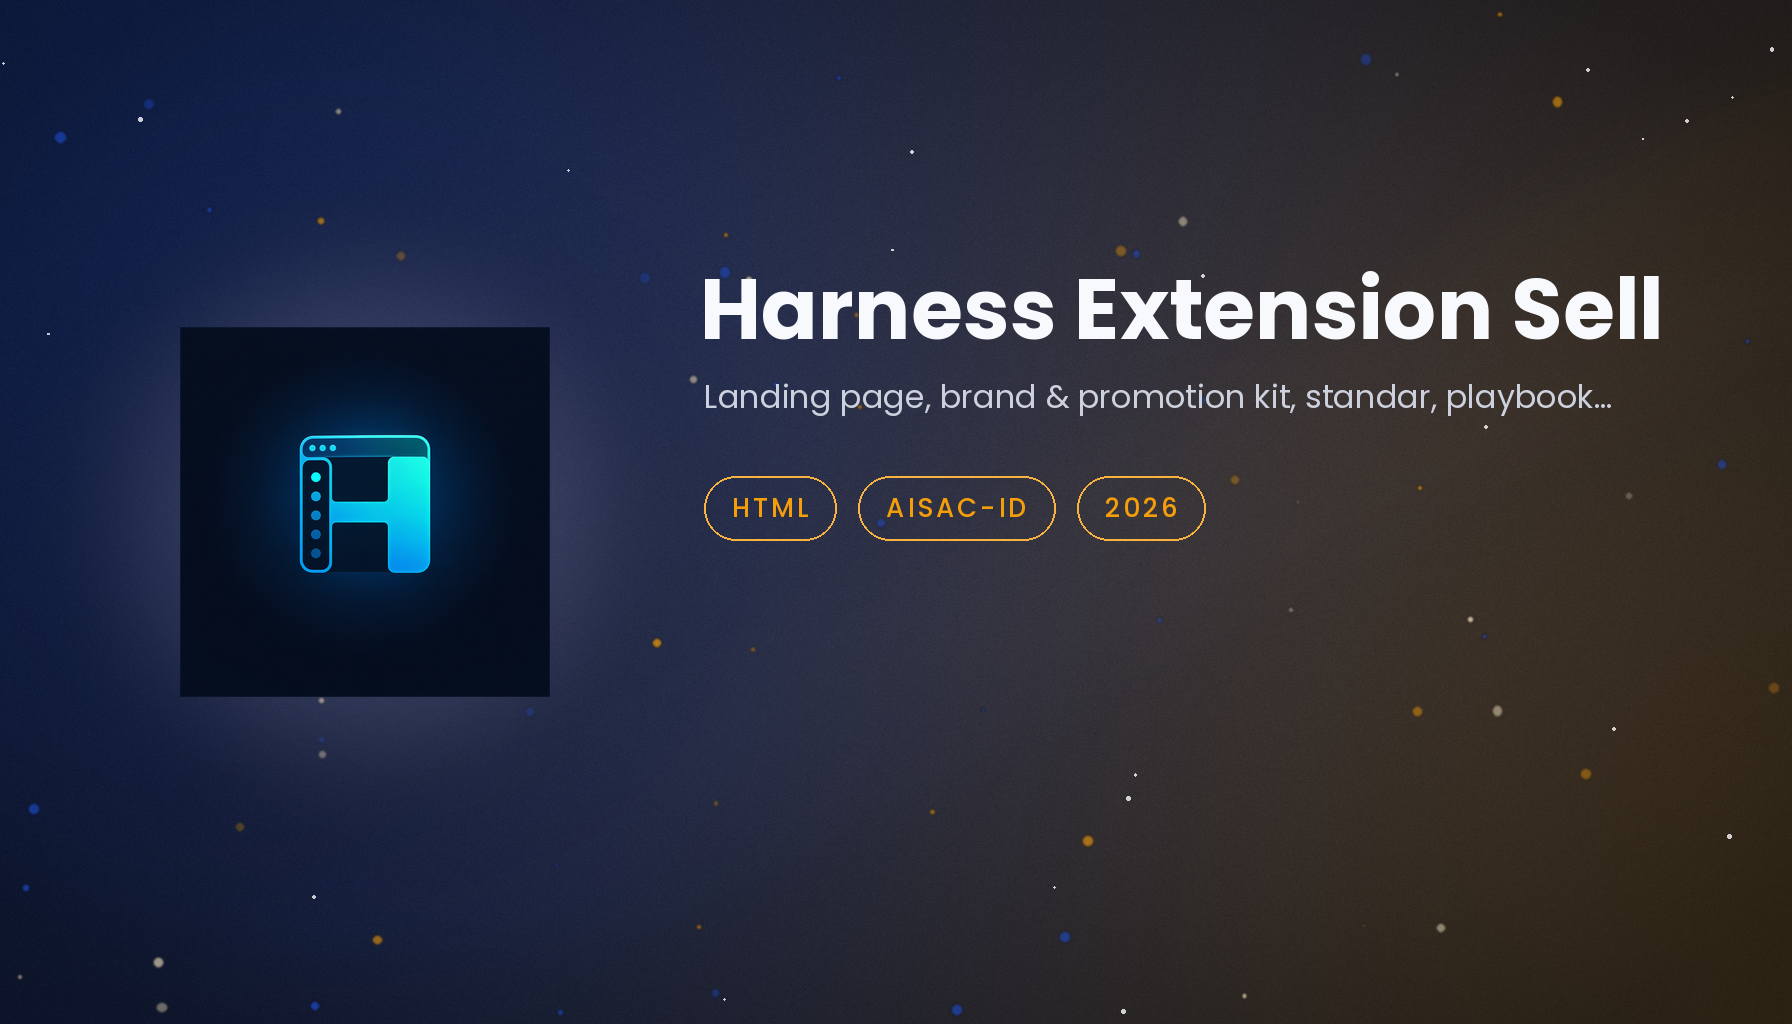 Harness Extension Sell
Landing page, brand & promotion kit, standar, playbook...
HTML
AISAC-ID
2026